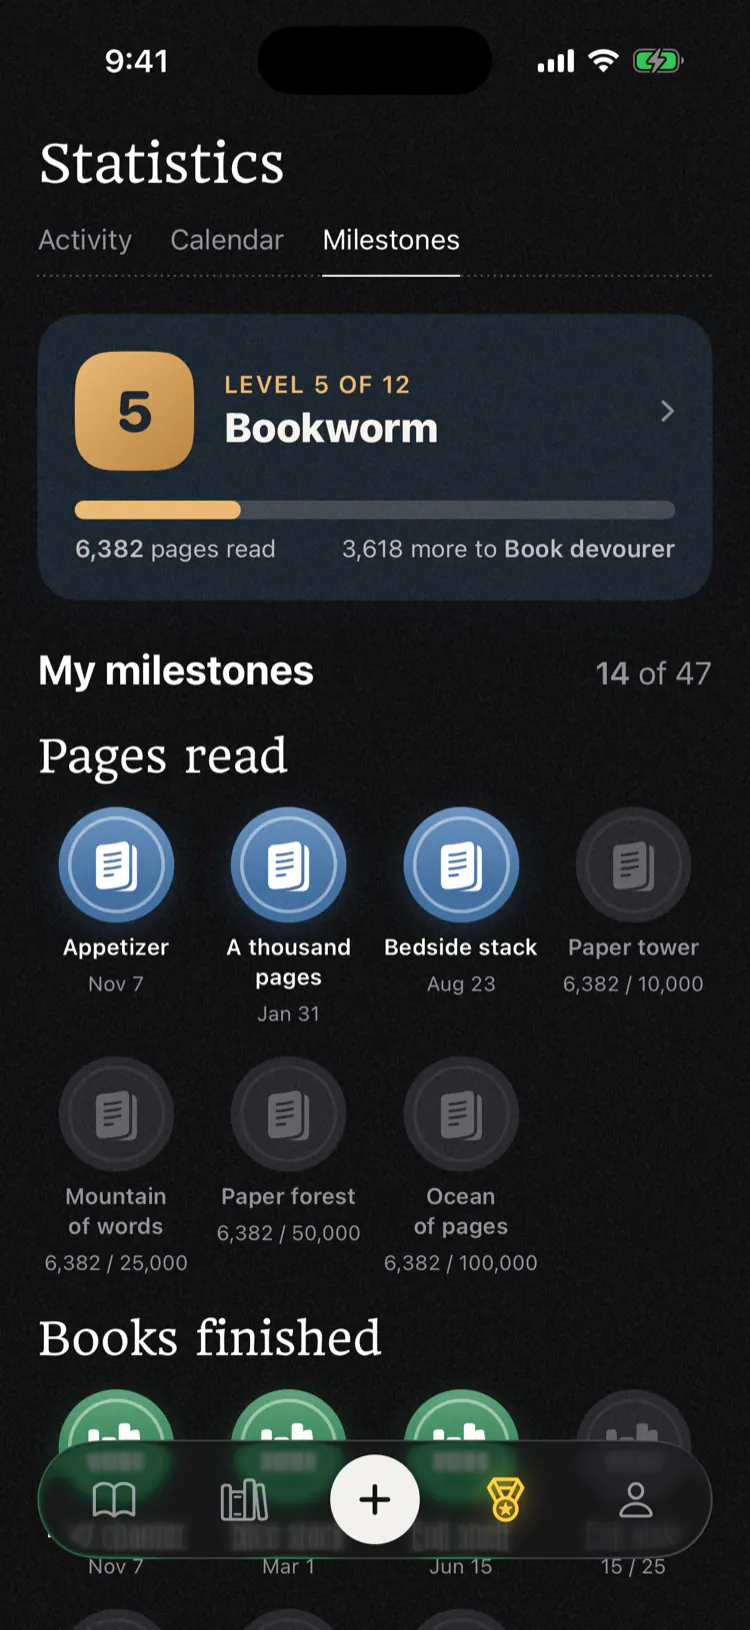 9:41
Statistics
Activity Calendar Milestones
5
LEVEL 5 OF 12
Bookworm
6,382 pages read 3,618 more to Book devourer
My milestones 14 of 47
Pages read
Appetizer
Nov 7
A thousand
pages
Jan 31
Bedside stack
Aug 23
Paper tower
6,382 / 10,000
Mountain
of words
6,382 / 25,000
Paper forest
6,382 / 50,000
Ocean
of pages
6,382 / 100,000
Books finished
Nov 7 Mar 1 Jun 15 15 / 25